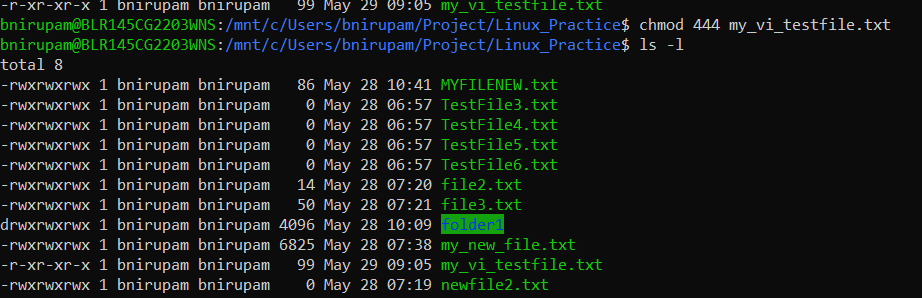 -r-xr-xr-x 1 bnirupam bnirupam   99 May 29 09:05 my_vi_testfile.txt
bnirupam@BLR145CG2203WNS:/mnt/c/Users/bnirupam/Project/Linux_Practice$ chmod 444 my_vi_testfile.txt
bnirupam@BLR145CG2203WNS:/mnt/c/Users/bnirupam/Project/Linux_Practice$ ls -l
total 8
-rwxrwxrwx 1 bnirupam bnirupam   86 May 28 10:41 MYFILENEW.txt
-rwxrwxrwx 1 bnirupam bnirupam    0 May 28 06:57 TestFile3.txt
-rwxrwxrwx 1 bnirupam bnirupam    0 May 28 06:57 TestFile4.txt
-rwxrwxrwx 1 bnirupam bnirupam    0 May 28 06:57 TestFile5.txt
-rwxrwxrwx 1 bnirupam bnirupam    0 May 28 06:57 TestFile6.txt
-rwxrwxrwx 1 bnirupam bnirupam   14 May 28 07:20 file2.txt
-rwxrwxrwx 1 bnirupam bnirupam   50 May 28 07:21 file3.txt
drwxrwxrwx 1 bnirupam bnirupam 4096 May 28 10:09 folder1
-rwxrwxrwx 1 bnirupam bnirupam 6825 May 28 07:38 my_new_file.txt
-r-xr-xr-x 1 bnirupam bnirupam   99 May 29 09:05 my_vi_testfile.txt
-rwxrwxrwx 1 bnirupam bnirupam    0 May 28 07:19 newfile2.txt